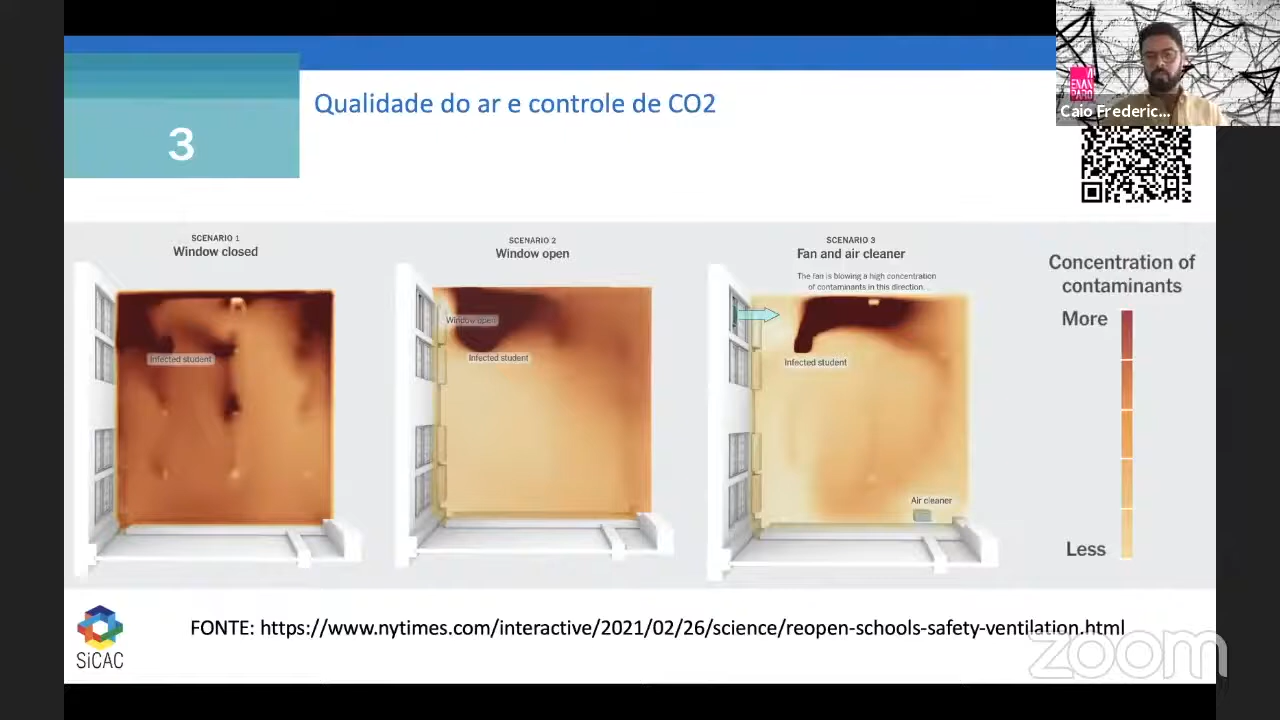 Qualidade do ar e controle de CO2
3
VI
ENAN
PARQ
Caio Frederic...
SCENARIO 1
Window closed
Infected student
SCENARIO 2
Window open
Window open
Infected student
SCENARIO 3
Fan and air cleaner
The fan is blowing a high concentration
of contaminants in this direction...
Infected student
Air cleaner
Concentration of
contaminants
More
Less
SiCAC
FONTE: https://www.nytimes.com/interactive/2021/02/26/science/reopen-schools-safety-ventilation.html
zoom